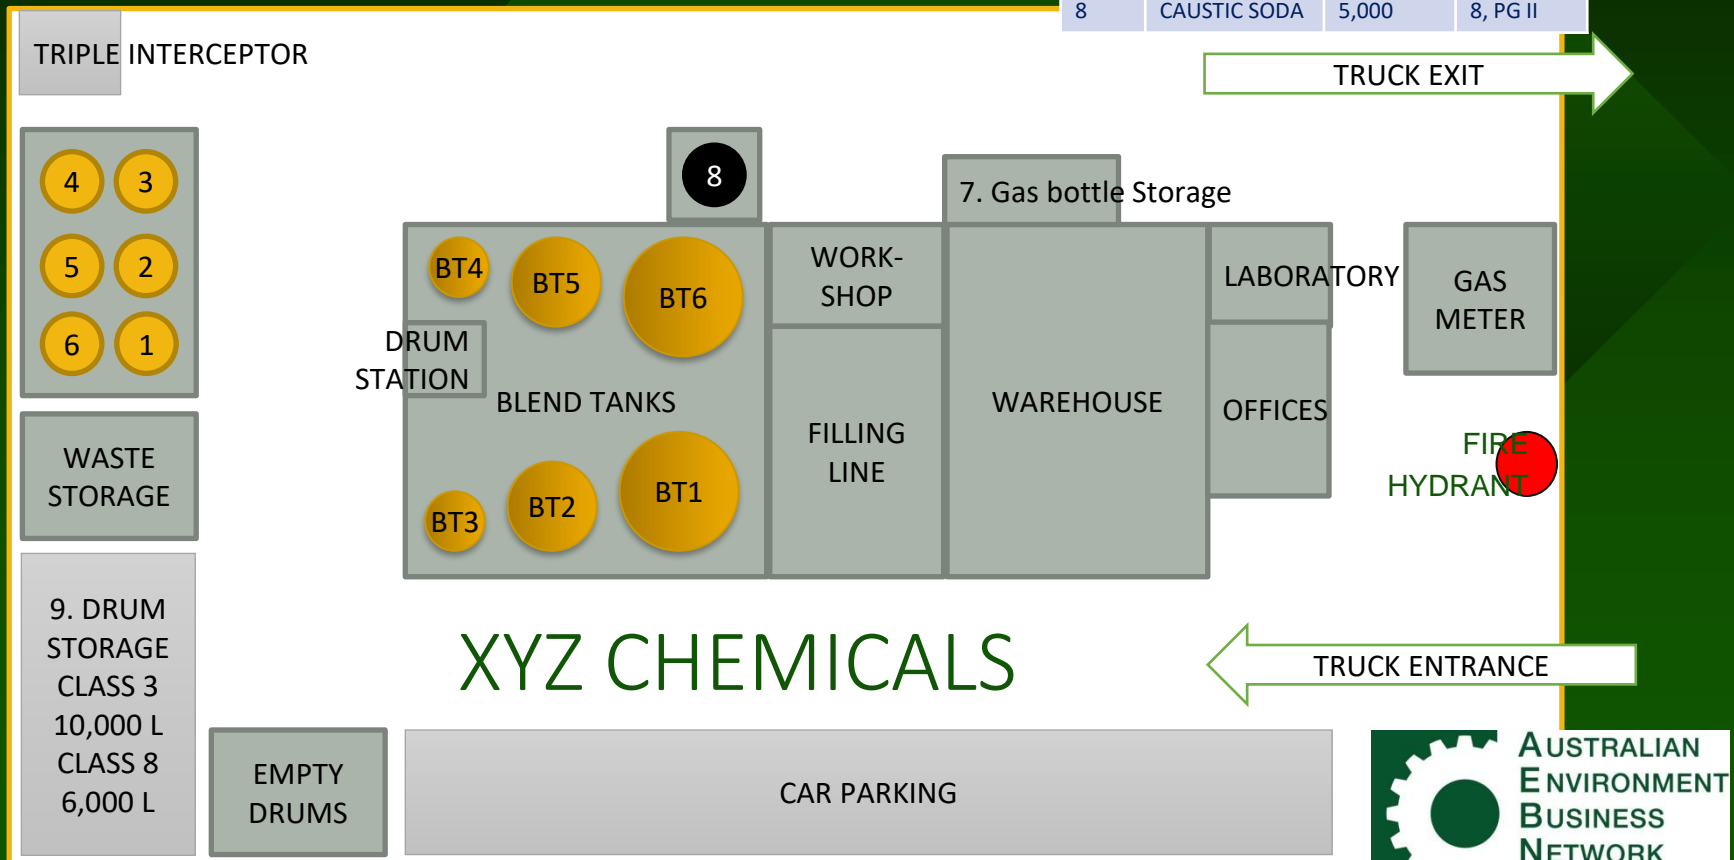 8 CAUSTIC SODA 5,000 8, PG II
TRIPLE INTERCEPTOR
TRUCK EXIT
4 3
5 2
6 1
8
7. Gas bottle Storage
BT4
BT5
BT6
WORK-
SHOP
LABORATORY
GAS
METER
DRUM
STATION
BLEND TANKS
FILLING
LINE
WAREHOUSE
OFFICES
FIRE
HYDRANT
WASTE
STORAGE
BT3
BT2
BT1
9. DRUM
STORAGE
CLASS 3
10,000 L
CLASS 8
6,000 L
XYZ CHEMICALS
TRUCK ENTRANCE
EMPTY
DRUMS
CAR PARKING
AUSTRALIAN
ENVIRONMENT
BUSINESS
NETWORK